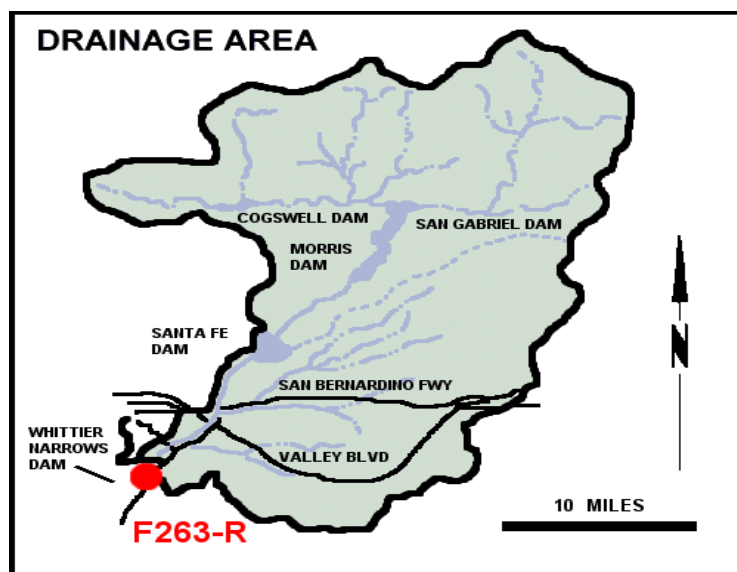 DRAINAGE AREA
COGSWELL DAM
SAN GABRIEL DAM
MORRIS
DAM
SANTA FE
DAM
N
SAN BERNARDINO FWY
WHITTIER
NARROWS
DAM
VALLEY BLVD
10 MILES
F263-R